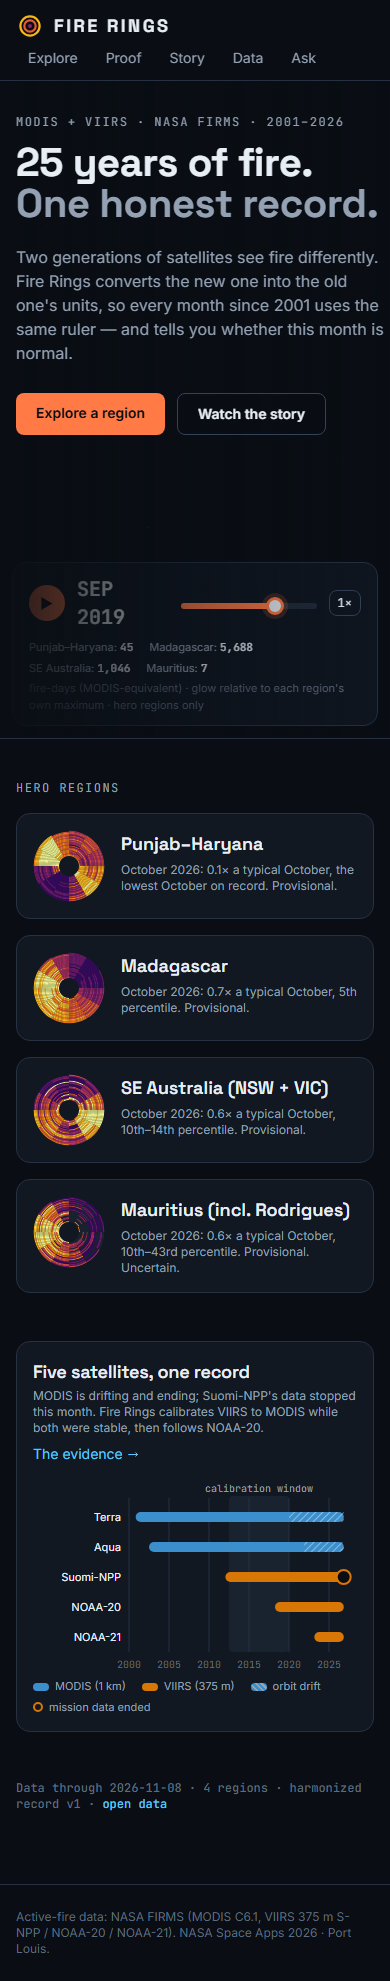 FIRE RINGS
Explore Proof Story Data Ask
MODIS + VIIRS · NASA FIRMS · 2001–2026
25 years of fire.
One honest record.
Two generations of satellites see fire differently.
Fire Rings converts the new one into the old
one's units, so every month since 2001 uses the
same ruler — and tells you whether this month is
normal.
Explore a region
Watch the story
SEP
2019
1×
Punjab–Haryana: 45 Madagascar: 5,688
SE Australia: 1,046 Mauritius: 7
fire-days (MODIS-equivalent) · glow relative to each region's
own maximum · hero regions only
HERO REGIONS
Punjab–Haryana
October 2026: 0.1× a typical October, the
lowest October on record. Provisional.
Madagascar
October 2026: 0.7× a typical October, 5th
percentile. Provisional.
SE Australia (NSW + VIC)
October 2026: 0.6× a typical October,
10th–14th percentile. Provisional.
Mauritius (incl. Rodrigues)
October 2026: 0.6× a typical October,
10th–43rd percentile. Provisional.
Uncertain.
Five satellites, one record
MODIS is drifting and ending; Suomi-NPP's data stopped
this month. Fire Rings calibrates VIIRS to MODIS while
both were stable, then follows NOAA-20.
The evidence →
calibration window
Terra
Aqua
Suomi-NPP
NOAA-20
NOAA-21
2000 2005 2010 2015 2020 2025
MODIS (1 km) VIIRS (375 m) orbit drift
mission data ended
Data through 2026-11-08 · 4 regions · harmonized
record v1 · open data
Active-fire data: NASA FIRMS (MODIS C6.1, VIIRS 375 m S-
NPP / NOAA-20 / NOAA-21). NASA Space Apps 2026 · Port
Louis.